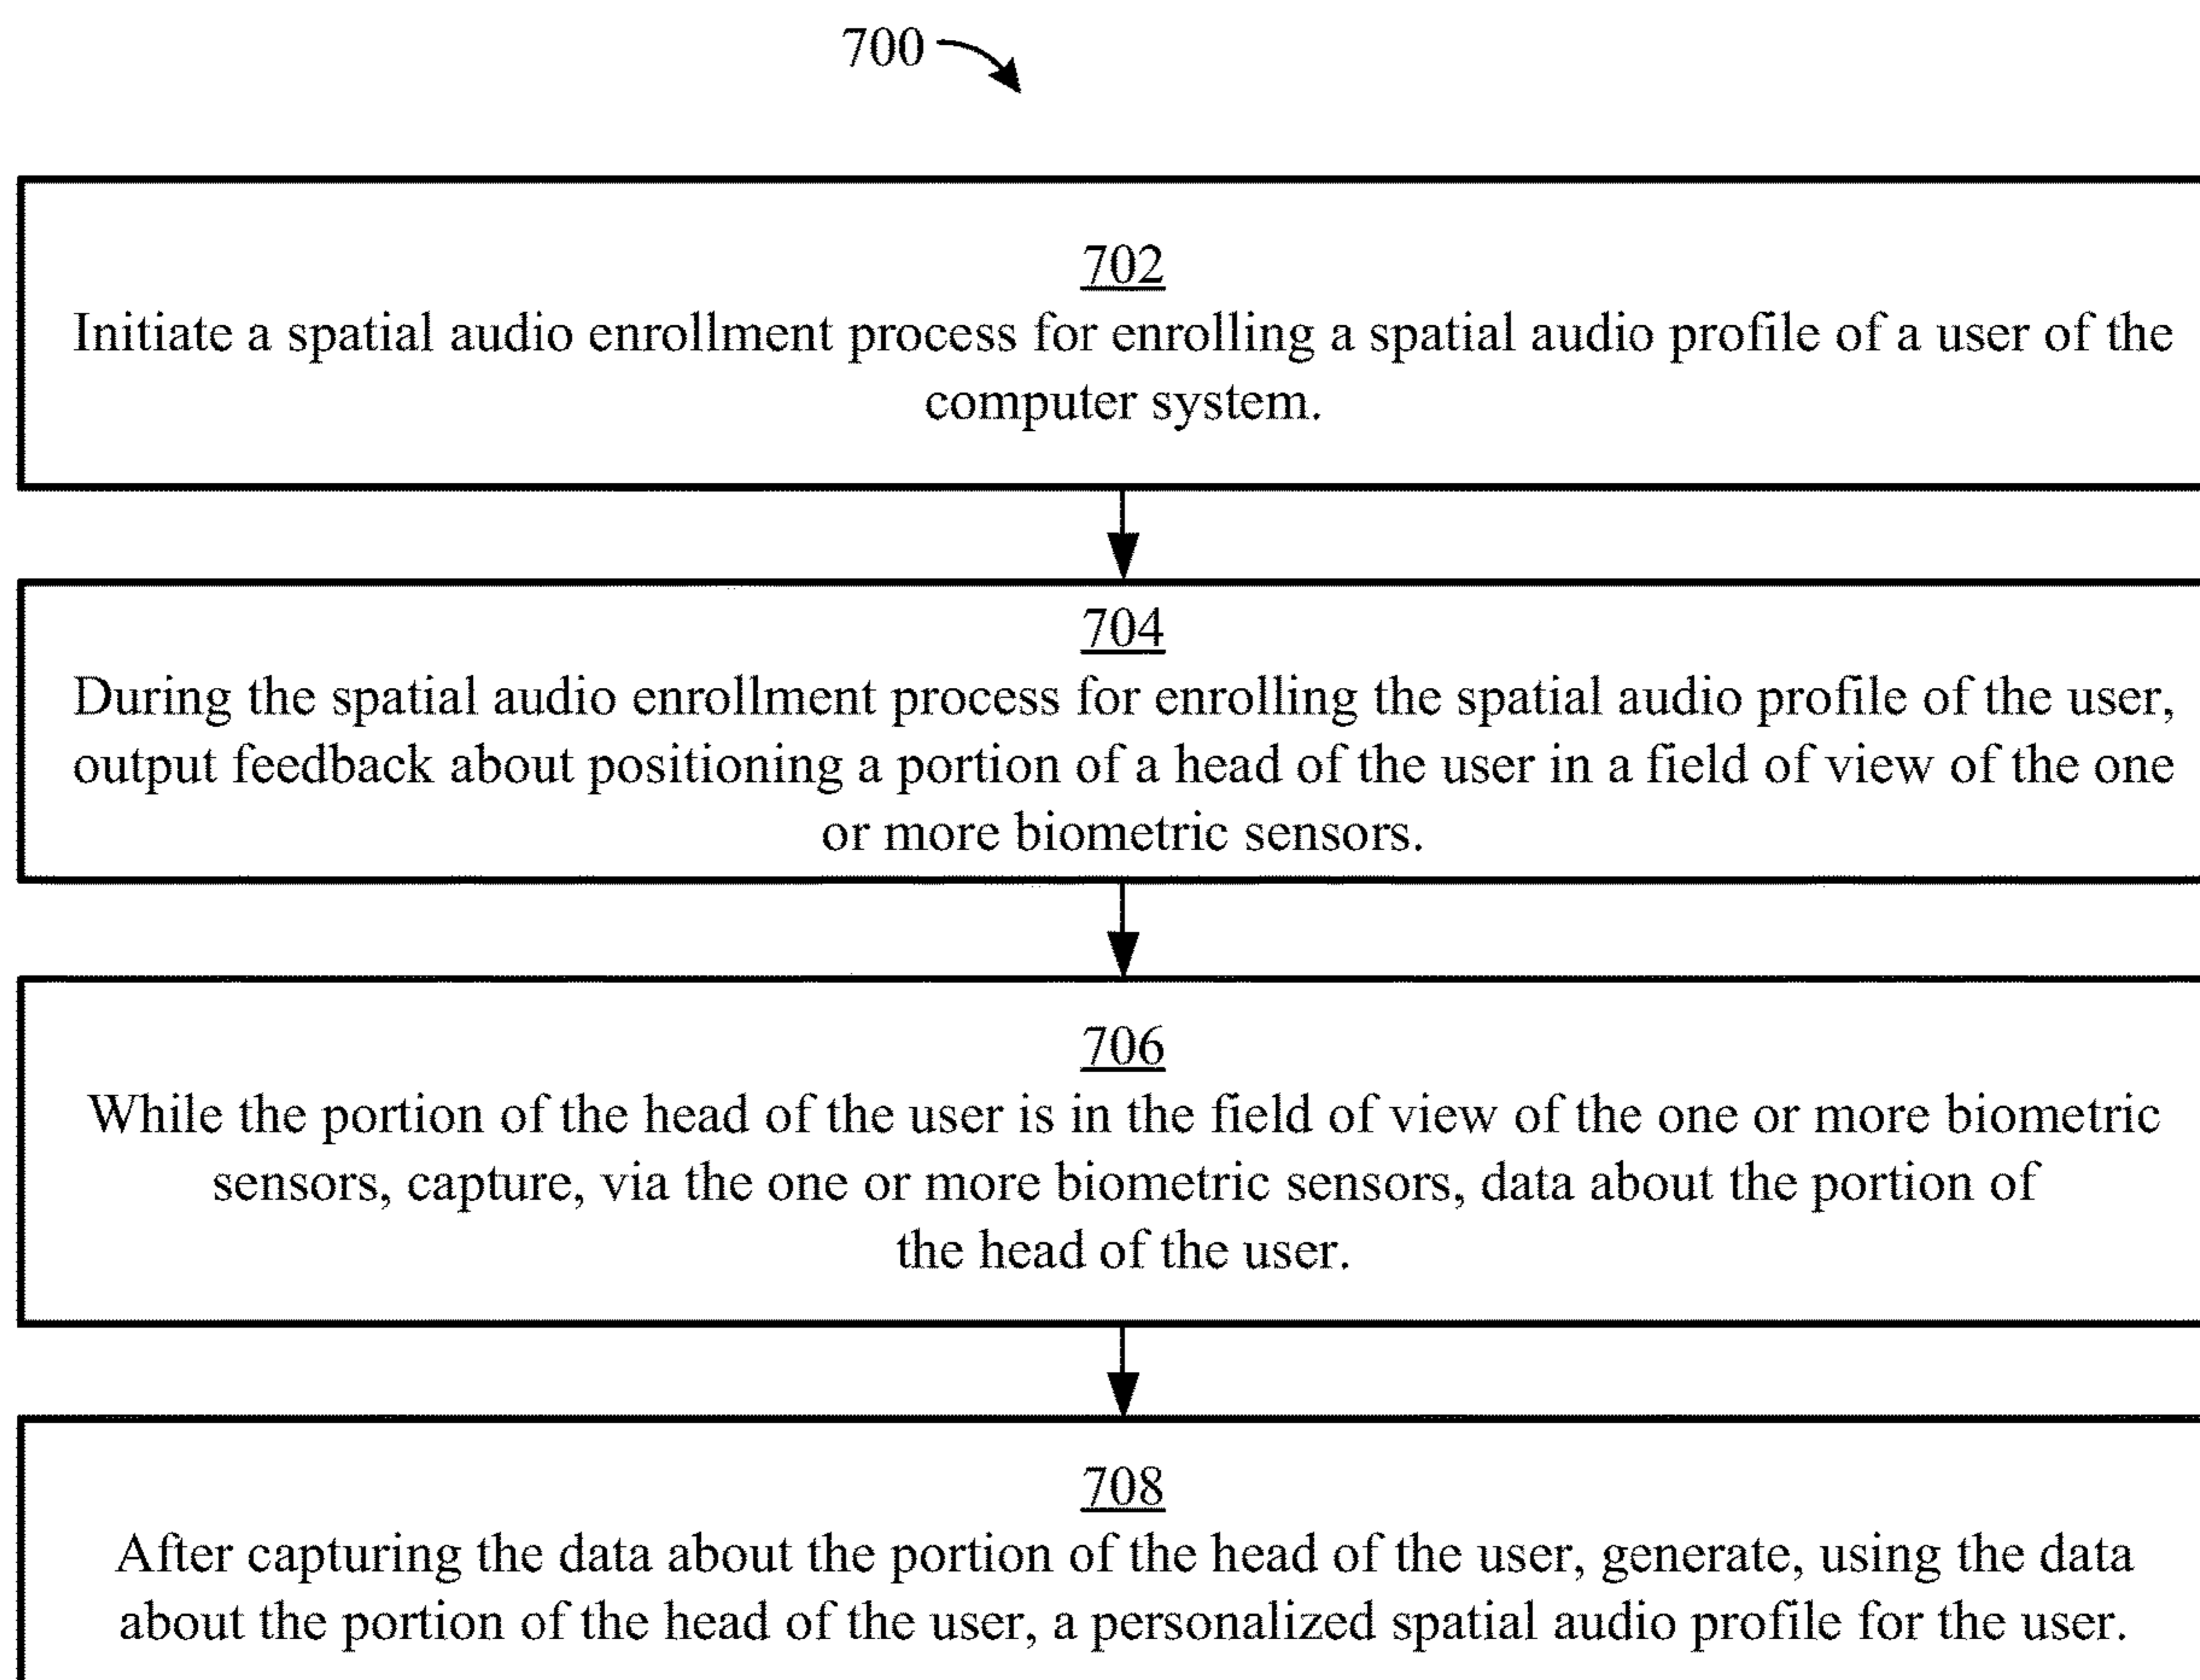 700
702
Initiate a spatial audio enrollment process for enrolling a spatial audio profile of a user of the
computer system.
704
During the spatial audio enrollment process for enrolling the spatial audio profile of the user,
output feedback about positioning a portion of a head of the user in a field of view of the one
or more biometric sensors.
706
While the portion of the head of the user is in the field of view of the one or more biometric
sensors, capture, via the one or more biometric sensors, data about the portion of
the head of the user.
708
After capturing the data about the portion of the head of the user, generate, using the data
about the portion of the head of the user, a personalized spatial audio profile for the user.